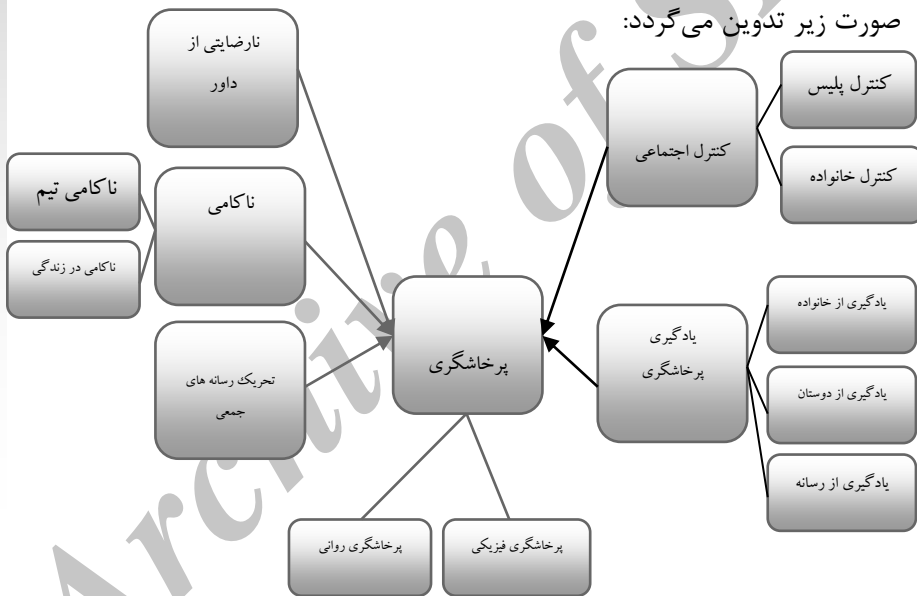 صورت زیر تدوین می‌گردد:
نارضایتی از
داور
کنترل پلیس
کنترل اجتماعی
کنترل خانواده
ناکامی
ناکامی تیم
ناکامی در زندگی
یادگیری از خانواده
یادگیری
پرخاشگری
پرخاشگری
تحریک رسانه های
جمعی
یادگیری از دوستان
یادگیری از رسانه
پرخاشگری فیزیکی
پرخاشگری روانی
Archive of S